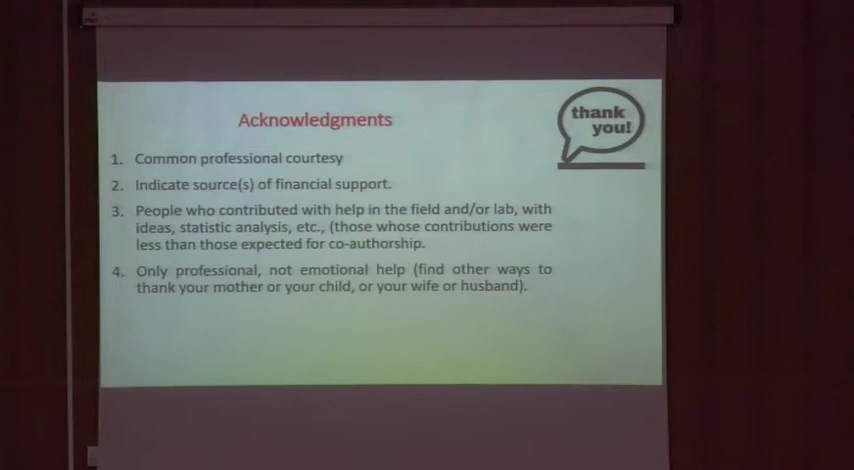 Acknowledgments
thank
you!
1. Common professional courtesy
2. Indicate source(s) of financial support.
3. People who contributed with help in the field and/or lab, with
ideas, statistic analysis, etc., (those whose contributions were
less than those expected for co-authorship.
4. Only professional, not emotional help (find other ways to
thank your mother or your child, or your wife or husband).